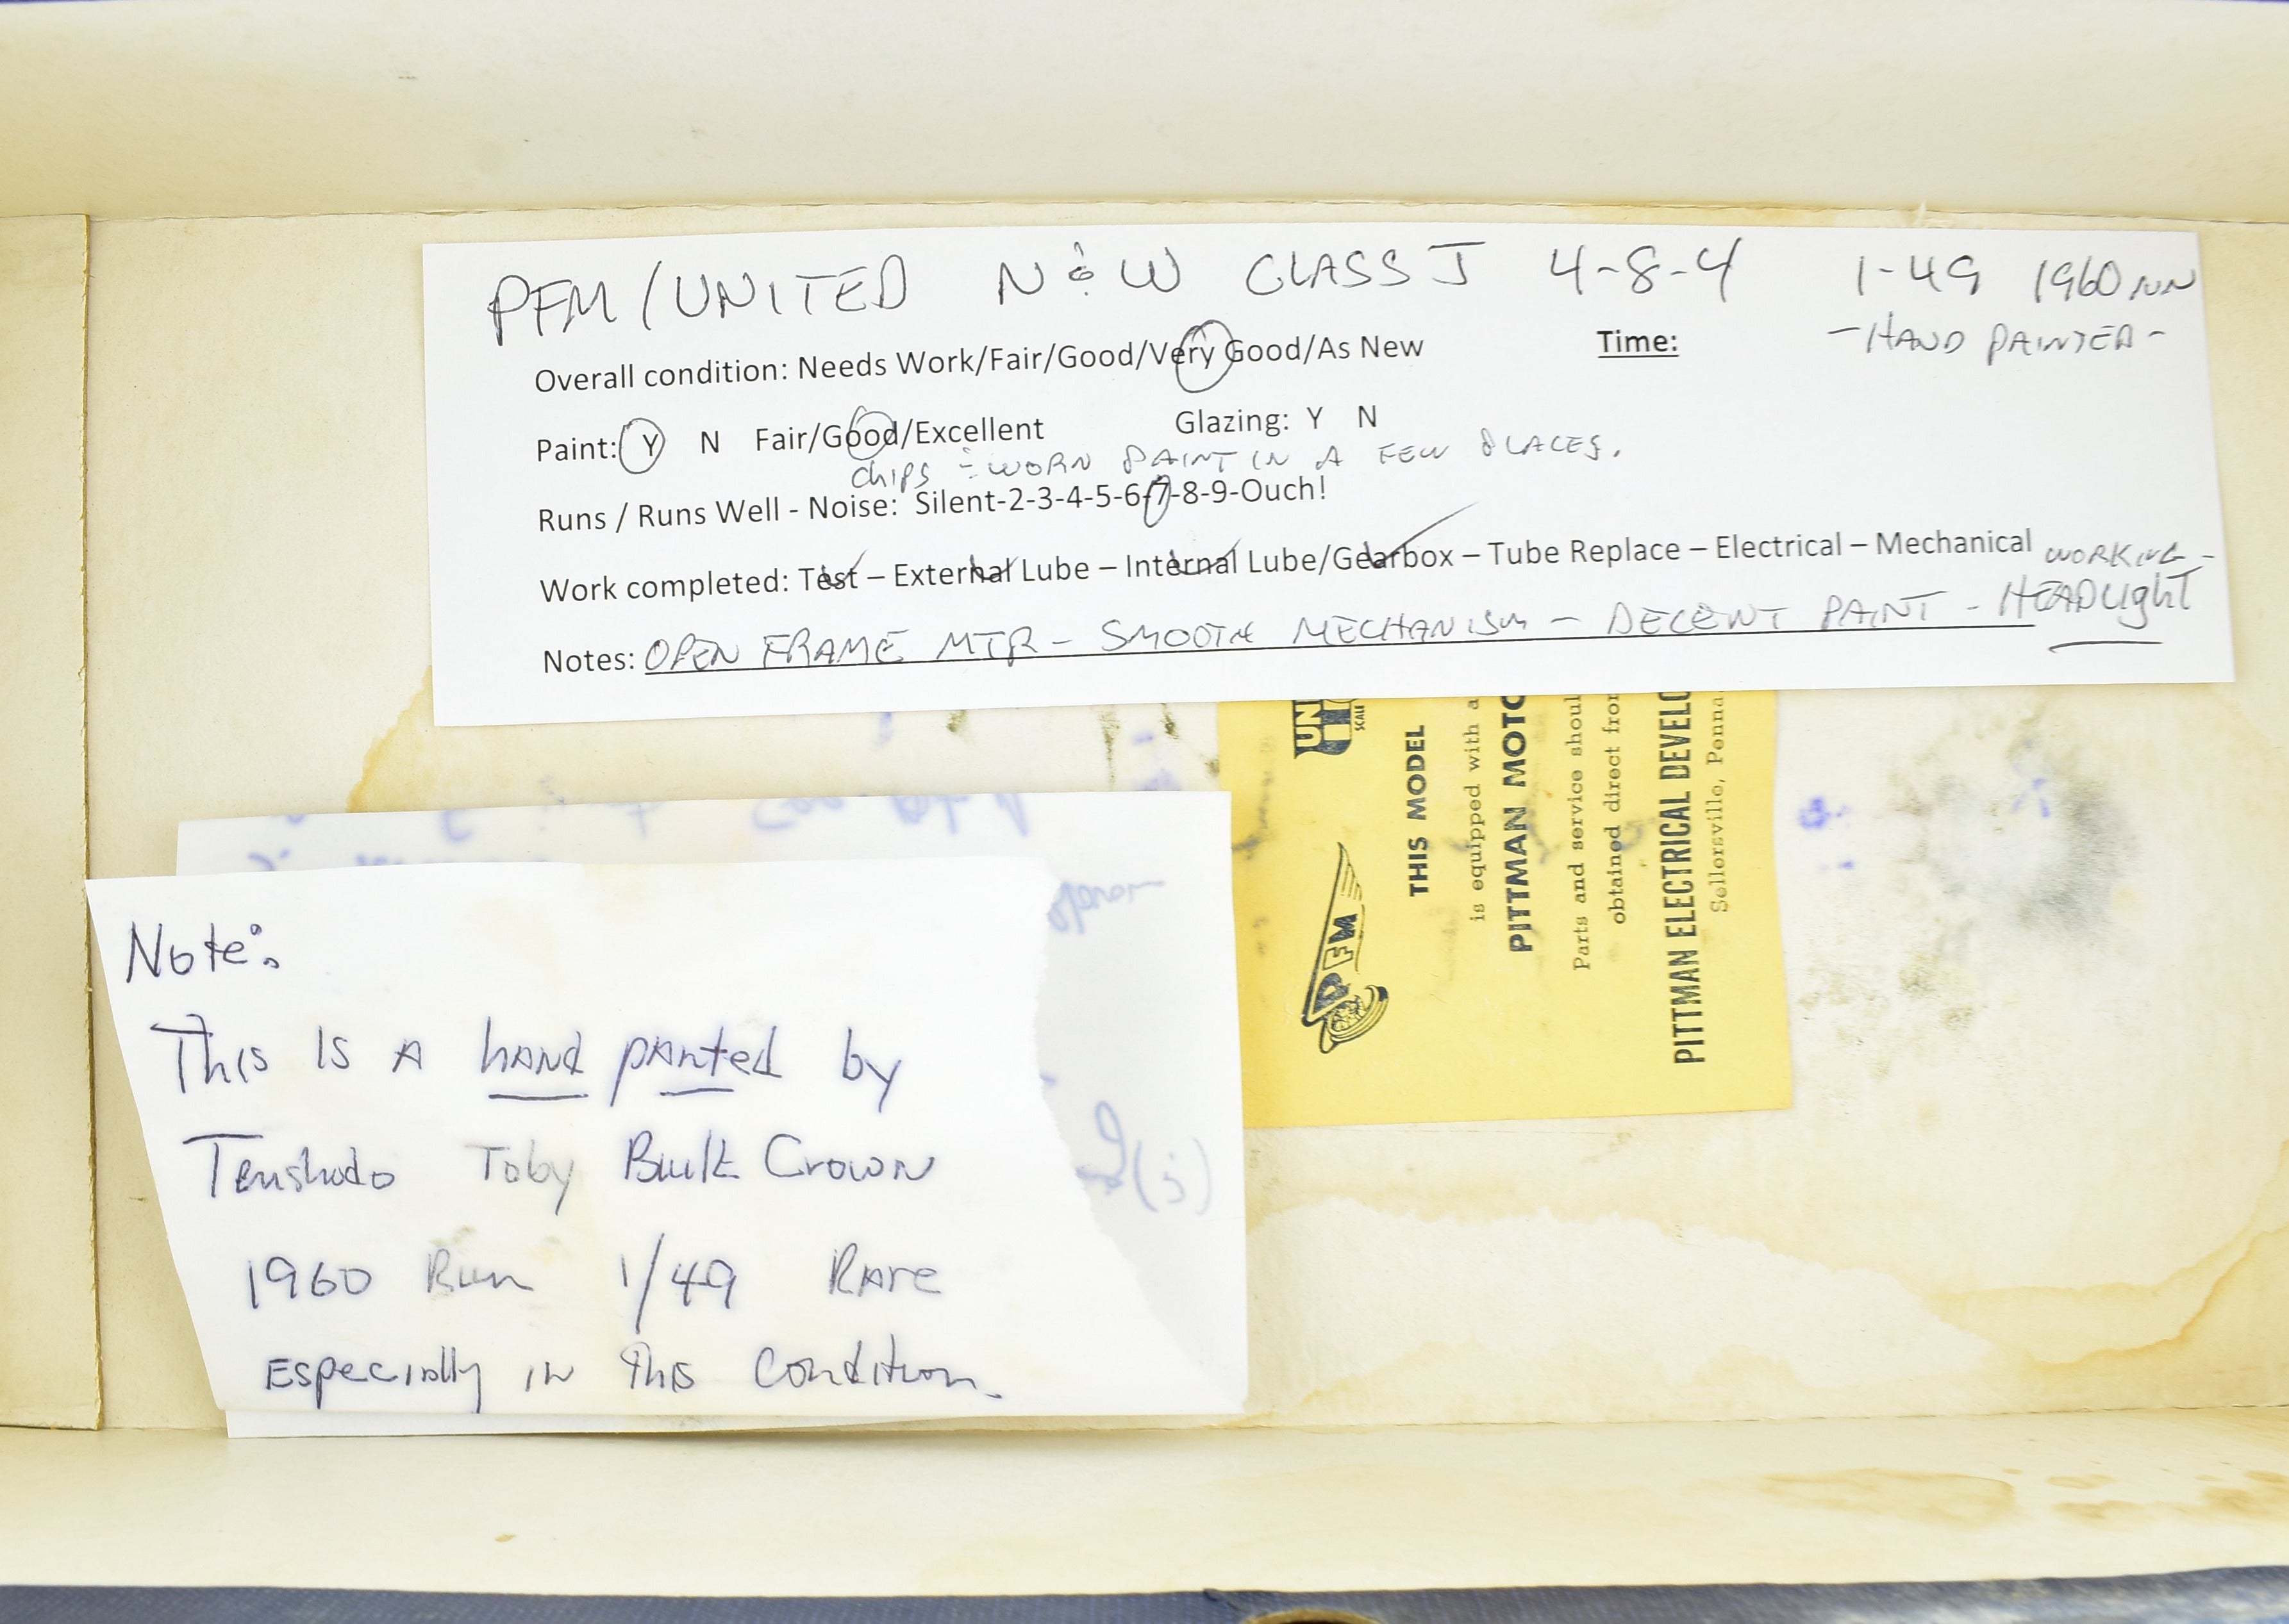 PFM/UNITED N&W CLASS J 4-8-4 1-49 1960 RUN
-HAND PAINTED-
Overall condition: Needs Work/Fair/Good/Very Good/As New Time:
Paint: Y N Fair/Good/Excellent Glazing: Y N
Chips & WORN PAINT IN A FEW PLACES.
Runs / Runs Well - Noise: Silent-2-3-4-5-6-7-8-9-Ouch!
Work completed: Test – External Lube – Internal Lube/Gearbox – Tube Replace – Electrical – Mechanical
WORKING -
Notes: OPEN FRAME MTR - SMOOTH MECHANISM - DECENT PAINT - HEADLIGHT
UN
SCALE
PFM
THIS MODEL
is equipped with a
PITTMAN MOTO
Parts and service shoul
obtained direct fro
PITTMAN ELECTRICAL DEVELO
Sellersville, Penna.
Note:
This Is A hand panted by
Tenshodo Toby Built Crown
1960 Run 1/49 Rare
Especially in this Condition.